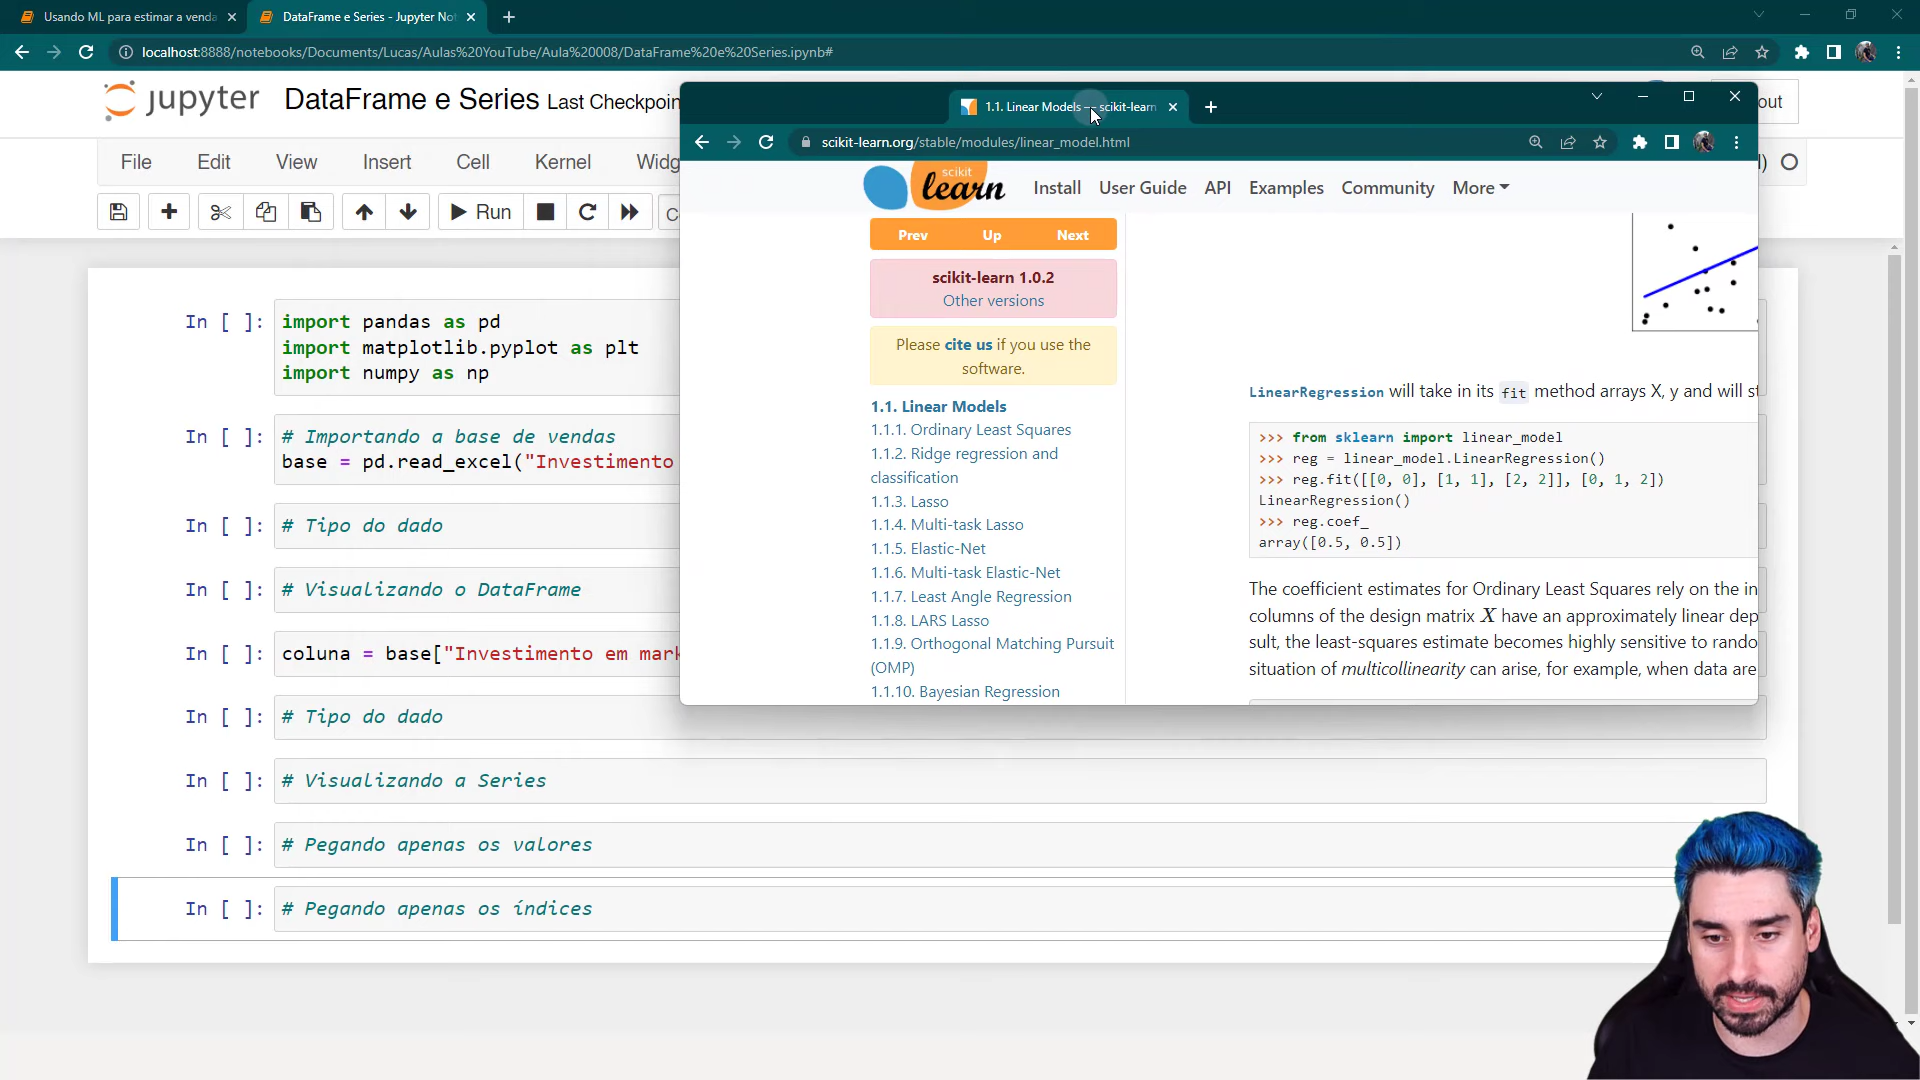 Usando ML para estimar a venda
DataFrame e Series - Jupyter Not
localhost:8888/notebooks/Documents/Lucas/Aulas%20YouTube/Aula%20008/DataFrame%20e%20Series.ipynb#
jupyter DataFrame e Series Last Checkpoin
out
File Edit View Insert Cell Kernel Widg
Run
1.1. Linear Models — scikit-learn
scikit-learn.org/stable/modules/linear_model.html
scikit learn Install User Guide API Examples Community More
Prev Up Next
scikit-learn 1.0.2
Other versions
Please cite us if you use the
software.
1.1. Linear Models
1.1.1. Ordinary Least Squares
1.1.2. Ridge regression and
classification
1.1.3. Lasso
1.1.4. Multi-task Lasso
1.1.5. Elastic-Net
1.1.6. Multi-task Elastic-Net
1.1.7. Least Angle Regression
1.1.8. LARS Lasso
1.1.9. Orthogonal Matching Pursuit
(OMP)
1.1.10. Bayesian Regression
LinearRegression will take in its fit method arrays X, y and will st
>>> from sklearn import linear_model
>>> reg = linear_model.LinearRegression()
>>> reg.fit([[0, 0], [1, 1], [2, 2]], [0, 1, 2])
LinearRegression()
>>> reg.coef_
array([0.5, 0.5])
The coefficient estimates for Ordinary Least Squares rely on the in
columns of the design matrix X have an approximately linear dep
sult, the least-squares estimate becomes highly sensitive to rando
situation of multicollinearity can arise, for example, when data are
In [ ]: import pandas as pd
import matplotlib.pyplot as plt
import numpy as np
In [ ]: # Importando a base de vendas
base = pd.read_excel("Investimento
In [ ]: # Tipo do dado
In [ ]: # Visualizando o DataFrame
In [ ]: coluna = base["Investimento em mark
In [ ]: # Tipo do dado
In [ ]: # Visualizando a Series
In [ ]: # Pegando apenas os valores
In [ ]: # Pegando apenas os índices